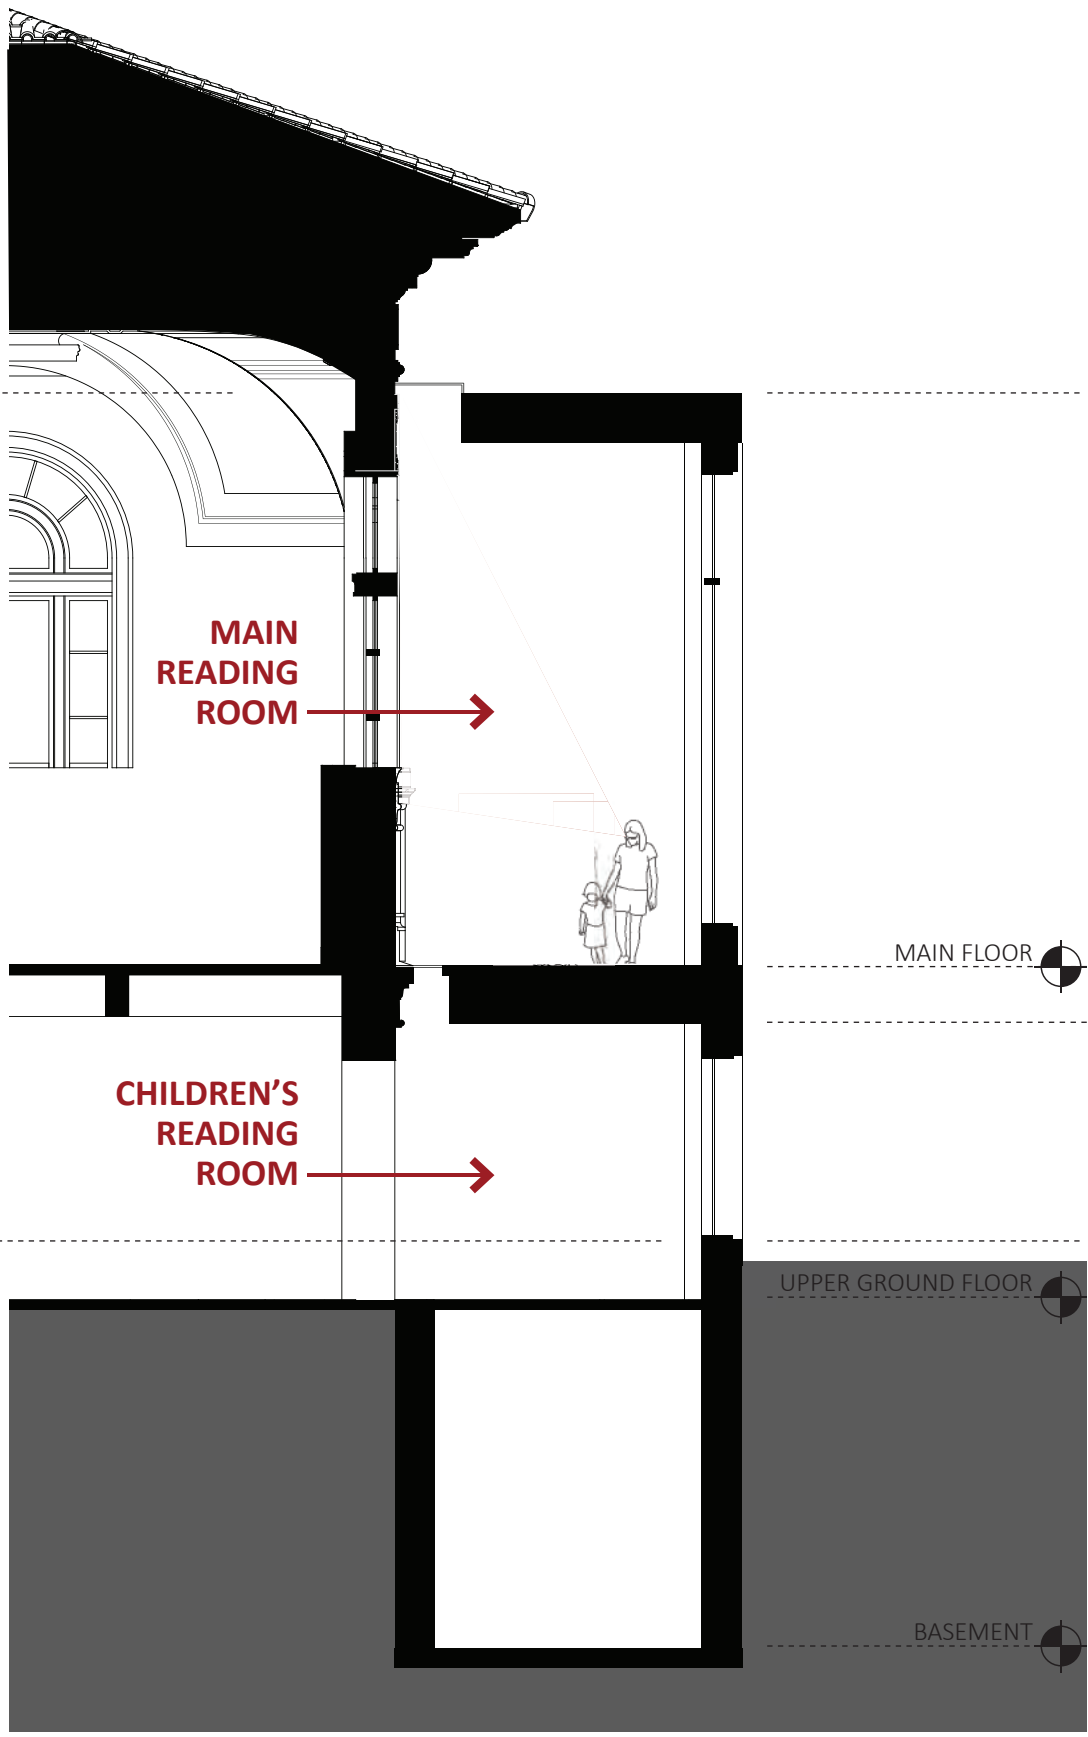 MAIN
READING
ROOM
MAIN FLOOR
CHILDREN’S
READING
ROOM
UPPER GROUND FLOOR
BASEMENT